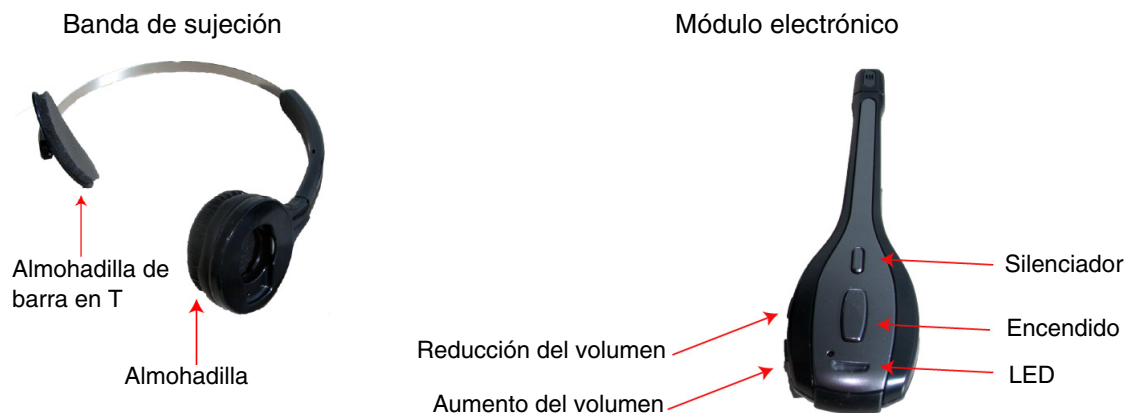 Banda de sujeción
Módulo electrónico
Almohadilla de
barra en T
Almohadilla
Silenciador
Encendido
LED
Reducción del volumen
Aumento del volumen